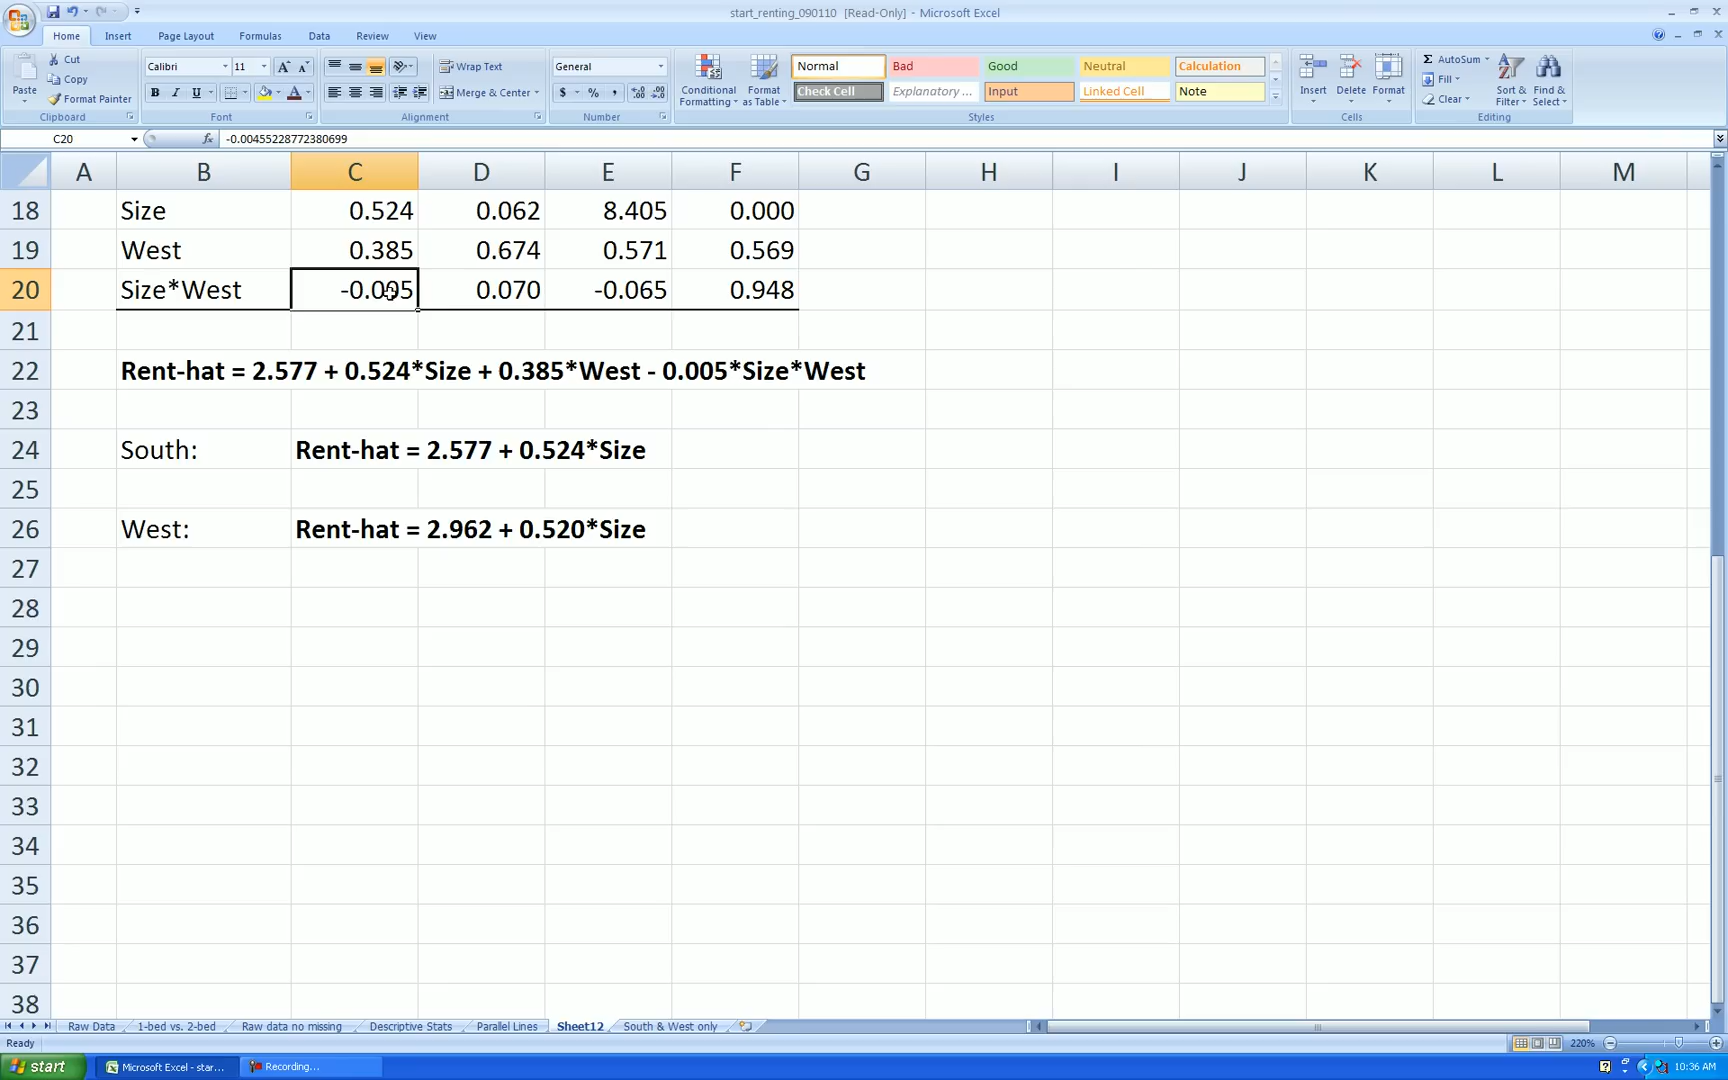 start_renting_090110 [Read-Only] - Microsoft Excel
Home Insert Page Layout Formulas Data Review View
Paste
Cut
Copy
Format Painter
Clipboard
Calibri 11
B I U
Font
Wrap Text
Merge & Center
Alignment
General
$ % ,
Number
Conditional Formatting
Format as Table
Normal Bad Good Neutral Calculation
Check Cell Explanatory ... Input Linked Cell Note
Styles
Insert Delete Format
Cells
Σ AutoSum
Fill
Clear
Sort & Filter
Find & Select
Editing
C20 fx -0.00455228772380699
A B C D E F G H I J K L M
18 Size 0.524 0.062 8.405 0.000
19 West 0.385 0.674 0.571 0.569
20 Size*West -0.005 0.070 -0.065 0.948
21
22 Rent-hat = 2.577 + 0.524*Size + 0.385*West - 0.005*Size*West
23
24 South: Rent-hat = 2.577 + 0.524*Size
25
26 West: Rent-hat = 2.962 + 0.520*Size
27
28
29
30
31
32
33
34
35
36
37
38
Raw Data 1-bed vs. 2-bed Raw data no missing Descriptive Stats Parallel Lines Sheet12 South & West only
Ready 220%
start Microsoft Excel - star... Recording... 10:36 AM